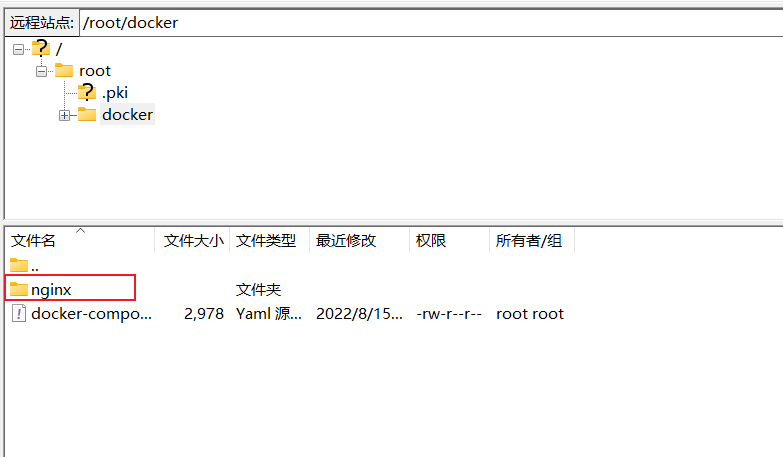 远程站点: /root/docker
/
root
.pki
docker
文件名 文件大小 文件类型 最近修改 权限 所有者/组
..
nginx 文件夹
docker-compo... 2,978 Yaml 源... 2022/8/15... -rw-r--r-- root root